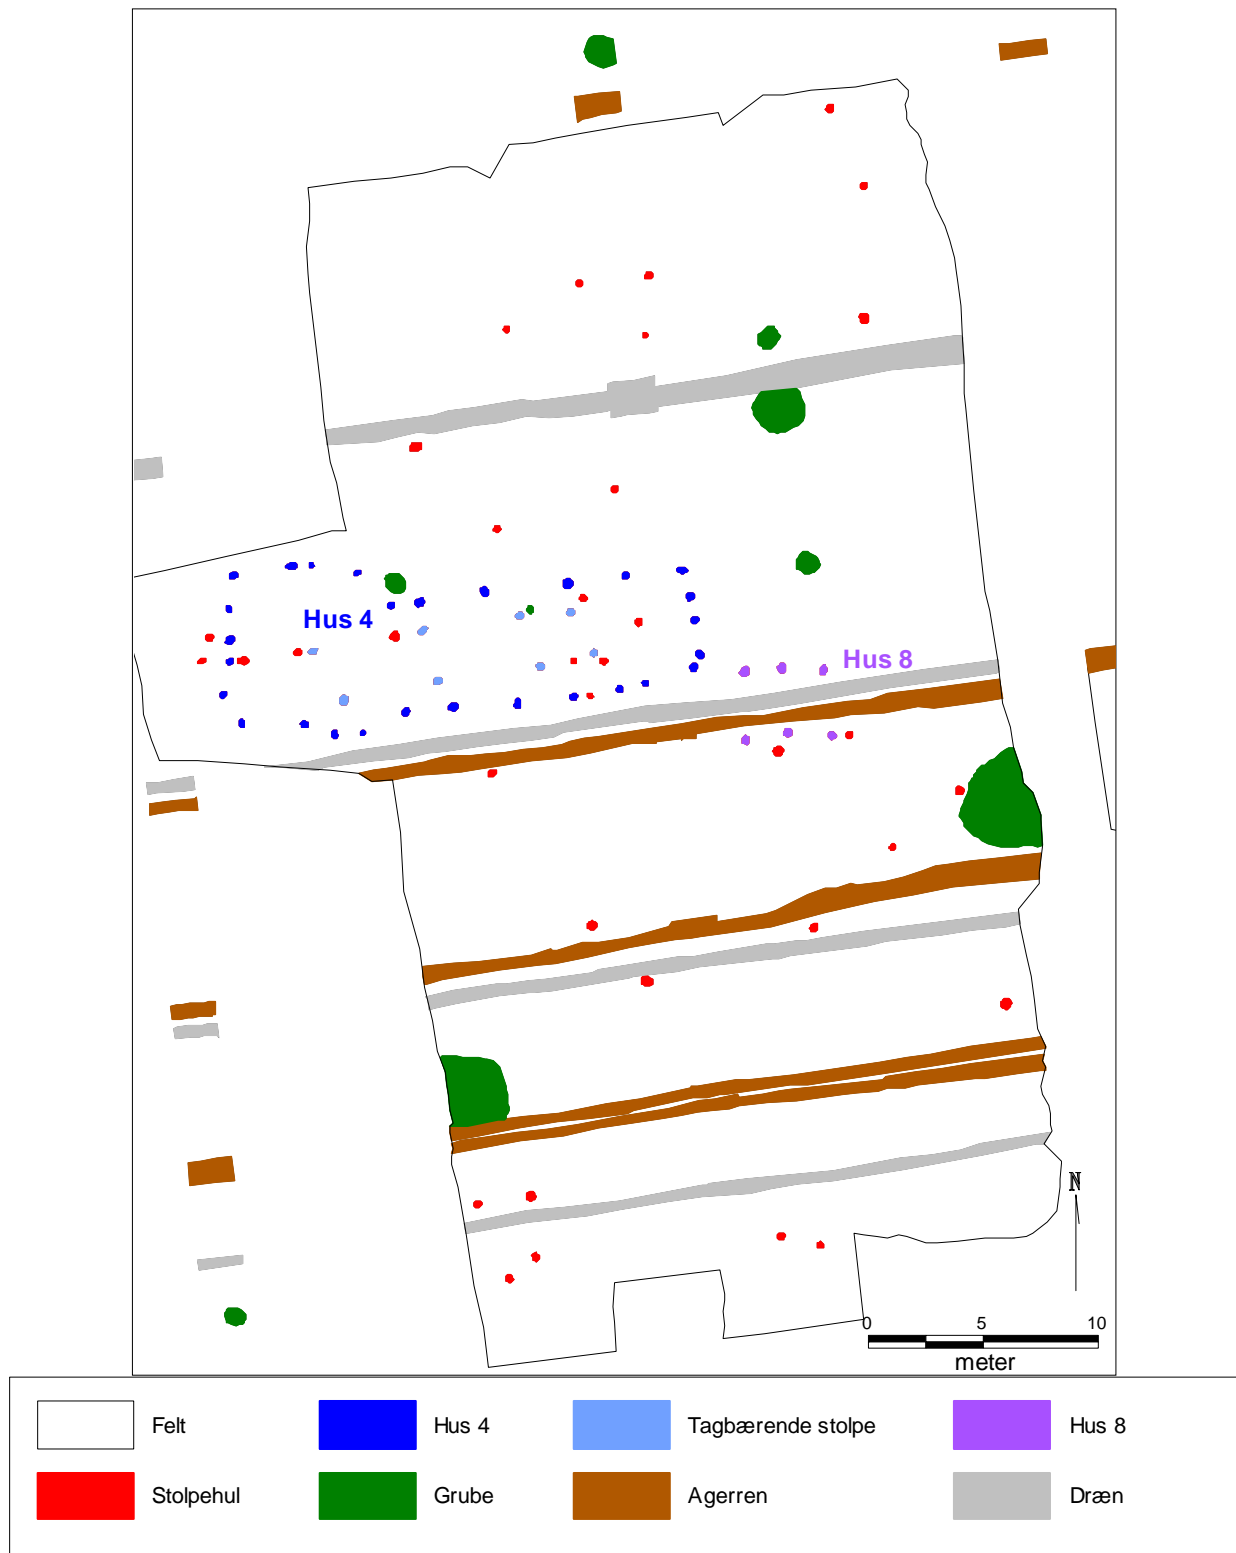 Hus 4
Hus 8
N
0 5 10
meter
Felt Hus 4 Tagbærende stolpe Hus 8
Stolpehul Grube Agerren Dræn